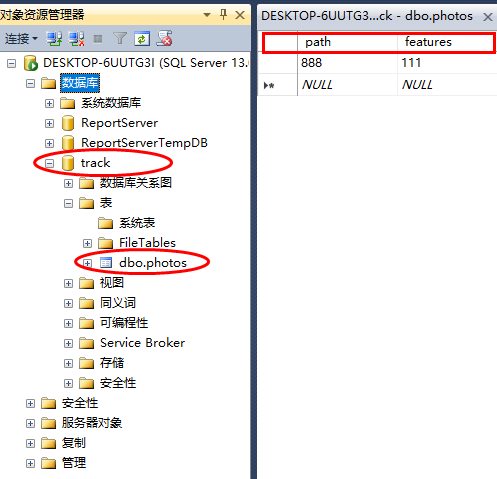 对象资源管理器
连接
DESKTOP-6UUTG3I (SQL Server 13.
数据库
系统数据库
ReportServer
ReportServerTempDB
track
数据库关系图
表
系统表
FileTables
dbo.photos
视图
同义词
可编程性
Service Broker
存储
安全性
安全性
服务器对象
复制
管理
DESKTOP-6UUTG3...ck - dbo.photos
path features
888 111
NULL NULL